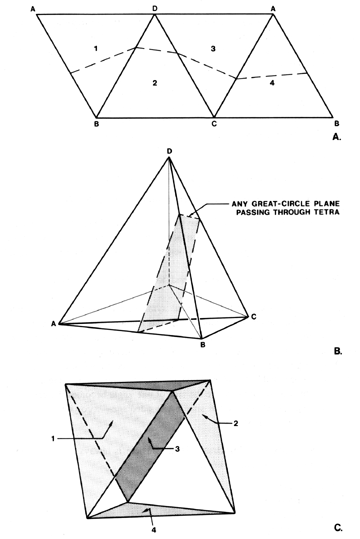 A D A
1 3
2 4
B C B
A.
D
ANY GREAT-CIRCLE PLANE
PASSING THROUGH TETRA
A C
B
B.
1 2
3
4
C.